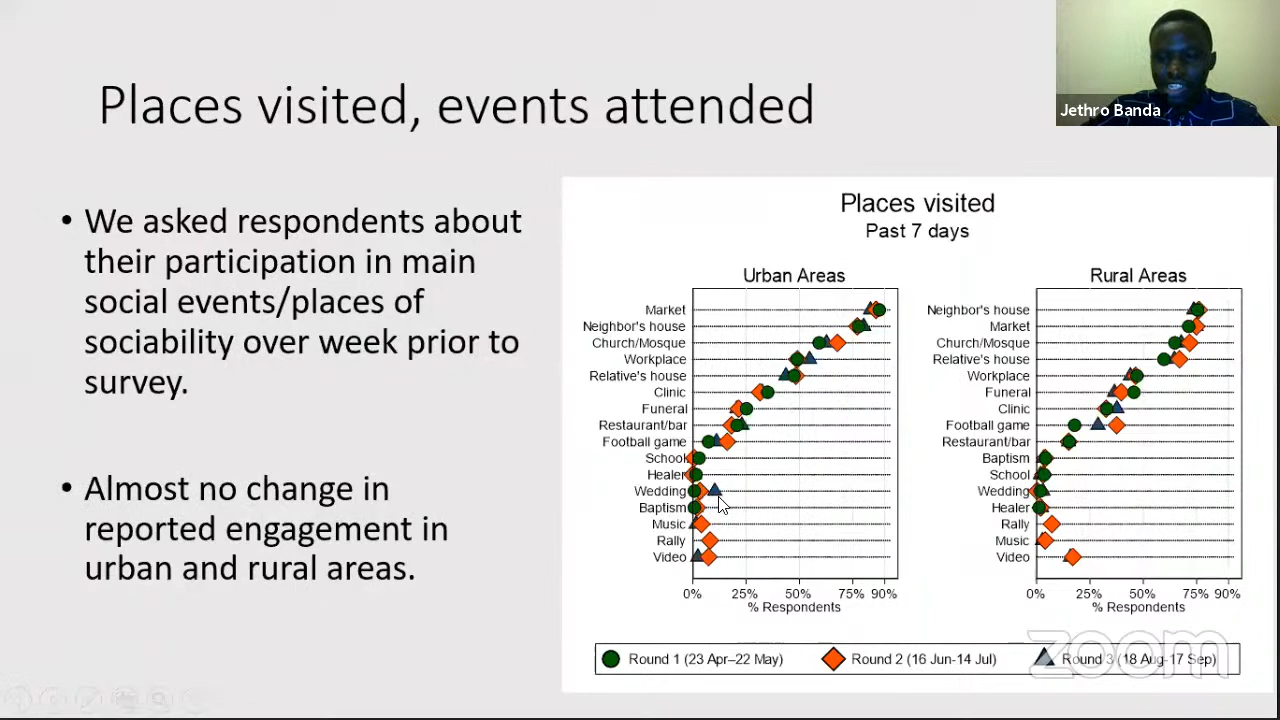 Places visited, events attended
Jethro Banda
• We asked respondents about
their participation in main
social events/places of
sociability over week prior to
survey.
• Almost no change in
reported engagement in
urban and rural areas.
Places visited
Past 7 days
Urban Areas
Market
Neighbor's house
Church/Mosque
Workplace
Relative's house
Clinic
Funeral
Restaurant/bar
Football game
School
Healer
Wedding
Baptism
Music
Rally
Video
0% 25% 50% 75% 90%
% Respondents
Rural Areas
Neighbor's house
Market
Church/Mosque
Relative's house
Workplace
Funeral
Clinic
Football game
Restaurant/bar
Baptism
School
Wedding
Healer
Rally
Music
Video
0% 25% 50% 75% 90%
% Respondents
Round 1 (23 Apr–22 May) Round 2 (16 Jun-14 Jul) Round 3 (18 Aug-17 Sep)
zoom